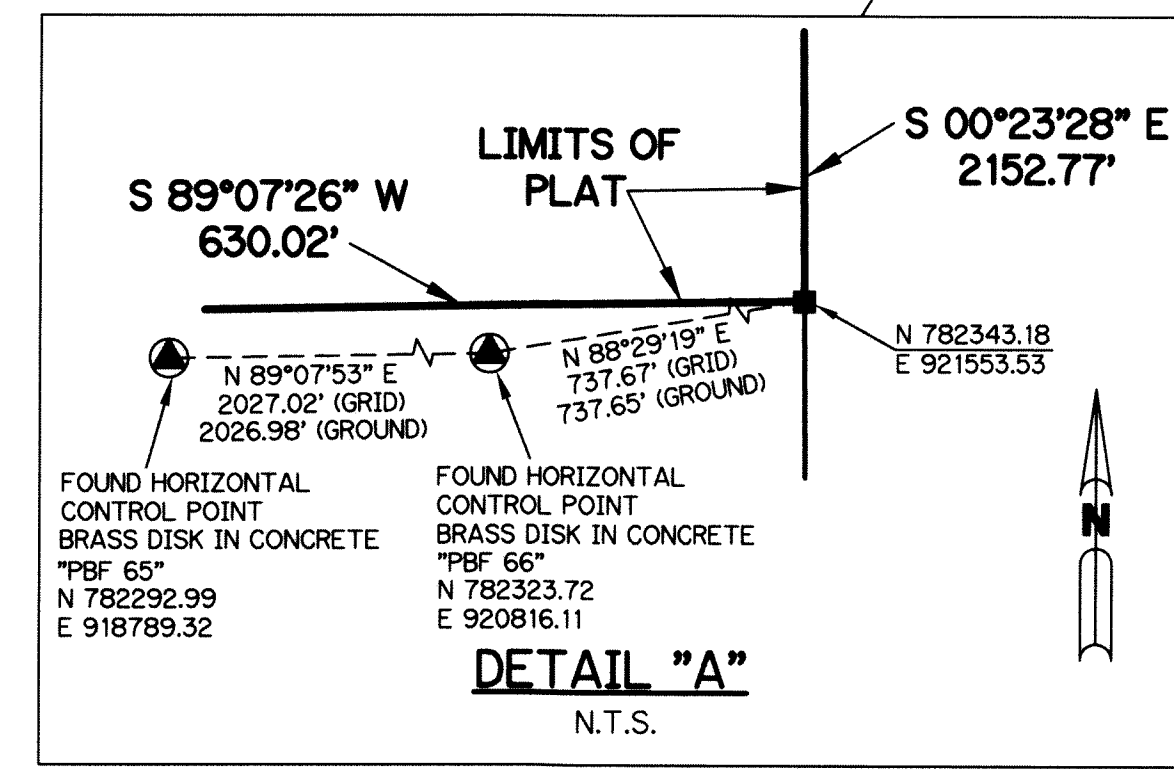 LIMITS OF
PLAT
S 00°23'28" E
2152.77'
S 89°07'26" W
630.02'
N 782343.18
E 921553.53
N 88°29'19" E
737.67' (GRID)
737.65' (GROUND)
N 89°07'53" E
2027.02' (GRID)
2026.98' (GROUND)
FOUND HORIZONTAL
CONTROL POINT
BRASS DISK IN CONCRETE
"PBF 65"
N 782292.99
E 918789.32
FOUND HORIZONTAL
CONTROL POINT
BRASS DISK IN CONCRETE
"PBF 66"
N 782323.72
E 920816.11
N
DETAIL "A"
N.T.S.